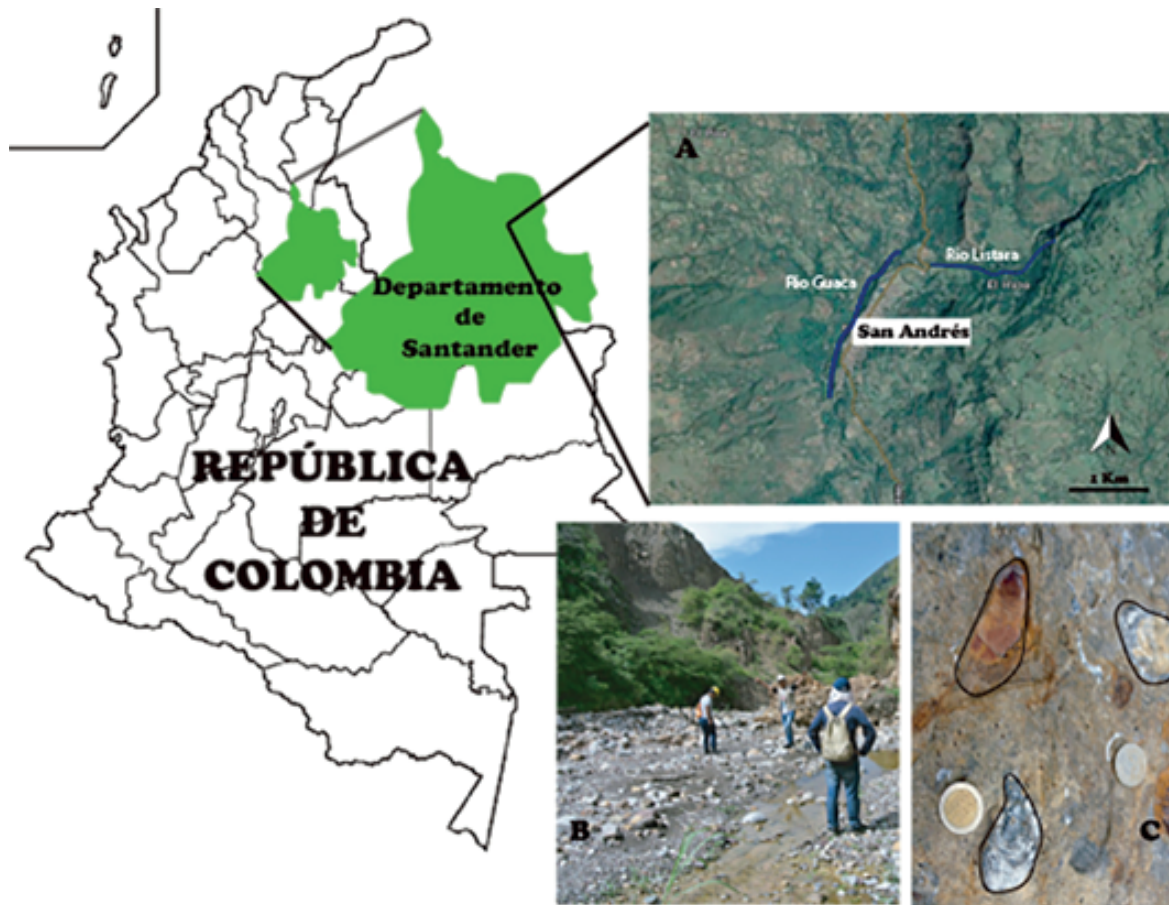 REPÚBLICA
DE
COLOMBIA
Departamento
de
Santander
A
Río Listara
Río Guaca
San Andrés
1 Km
B
C